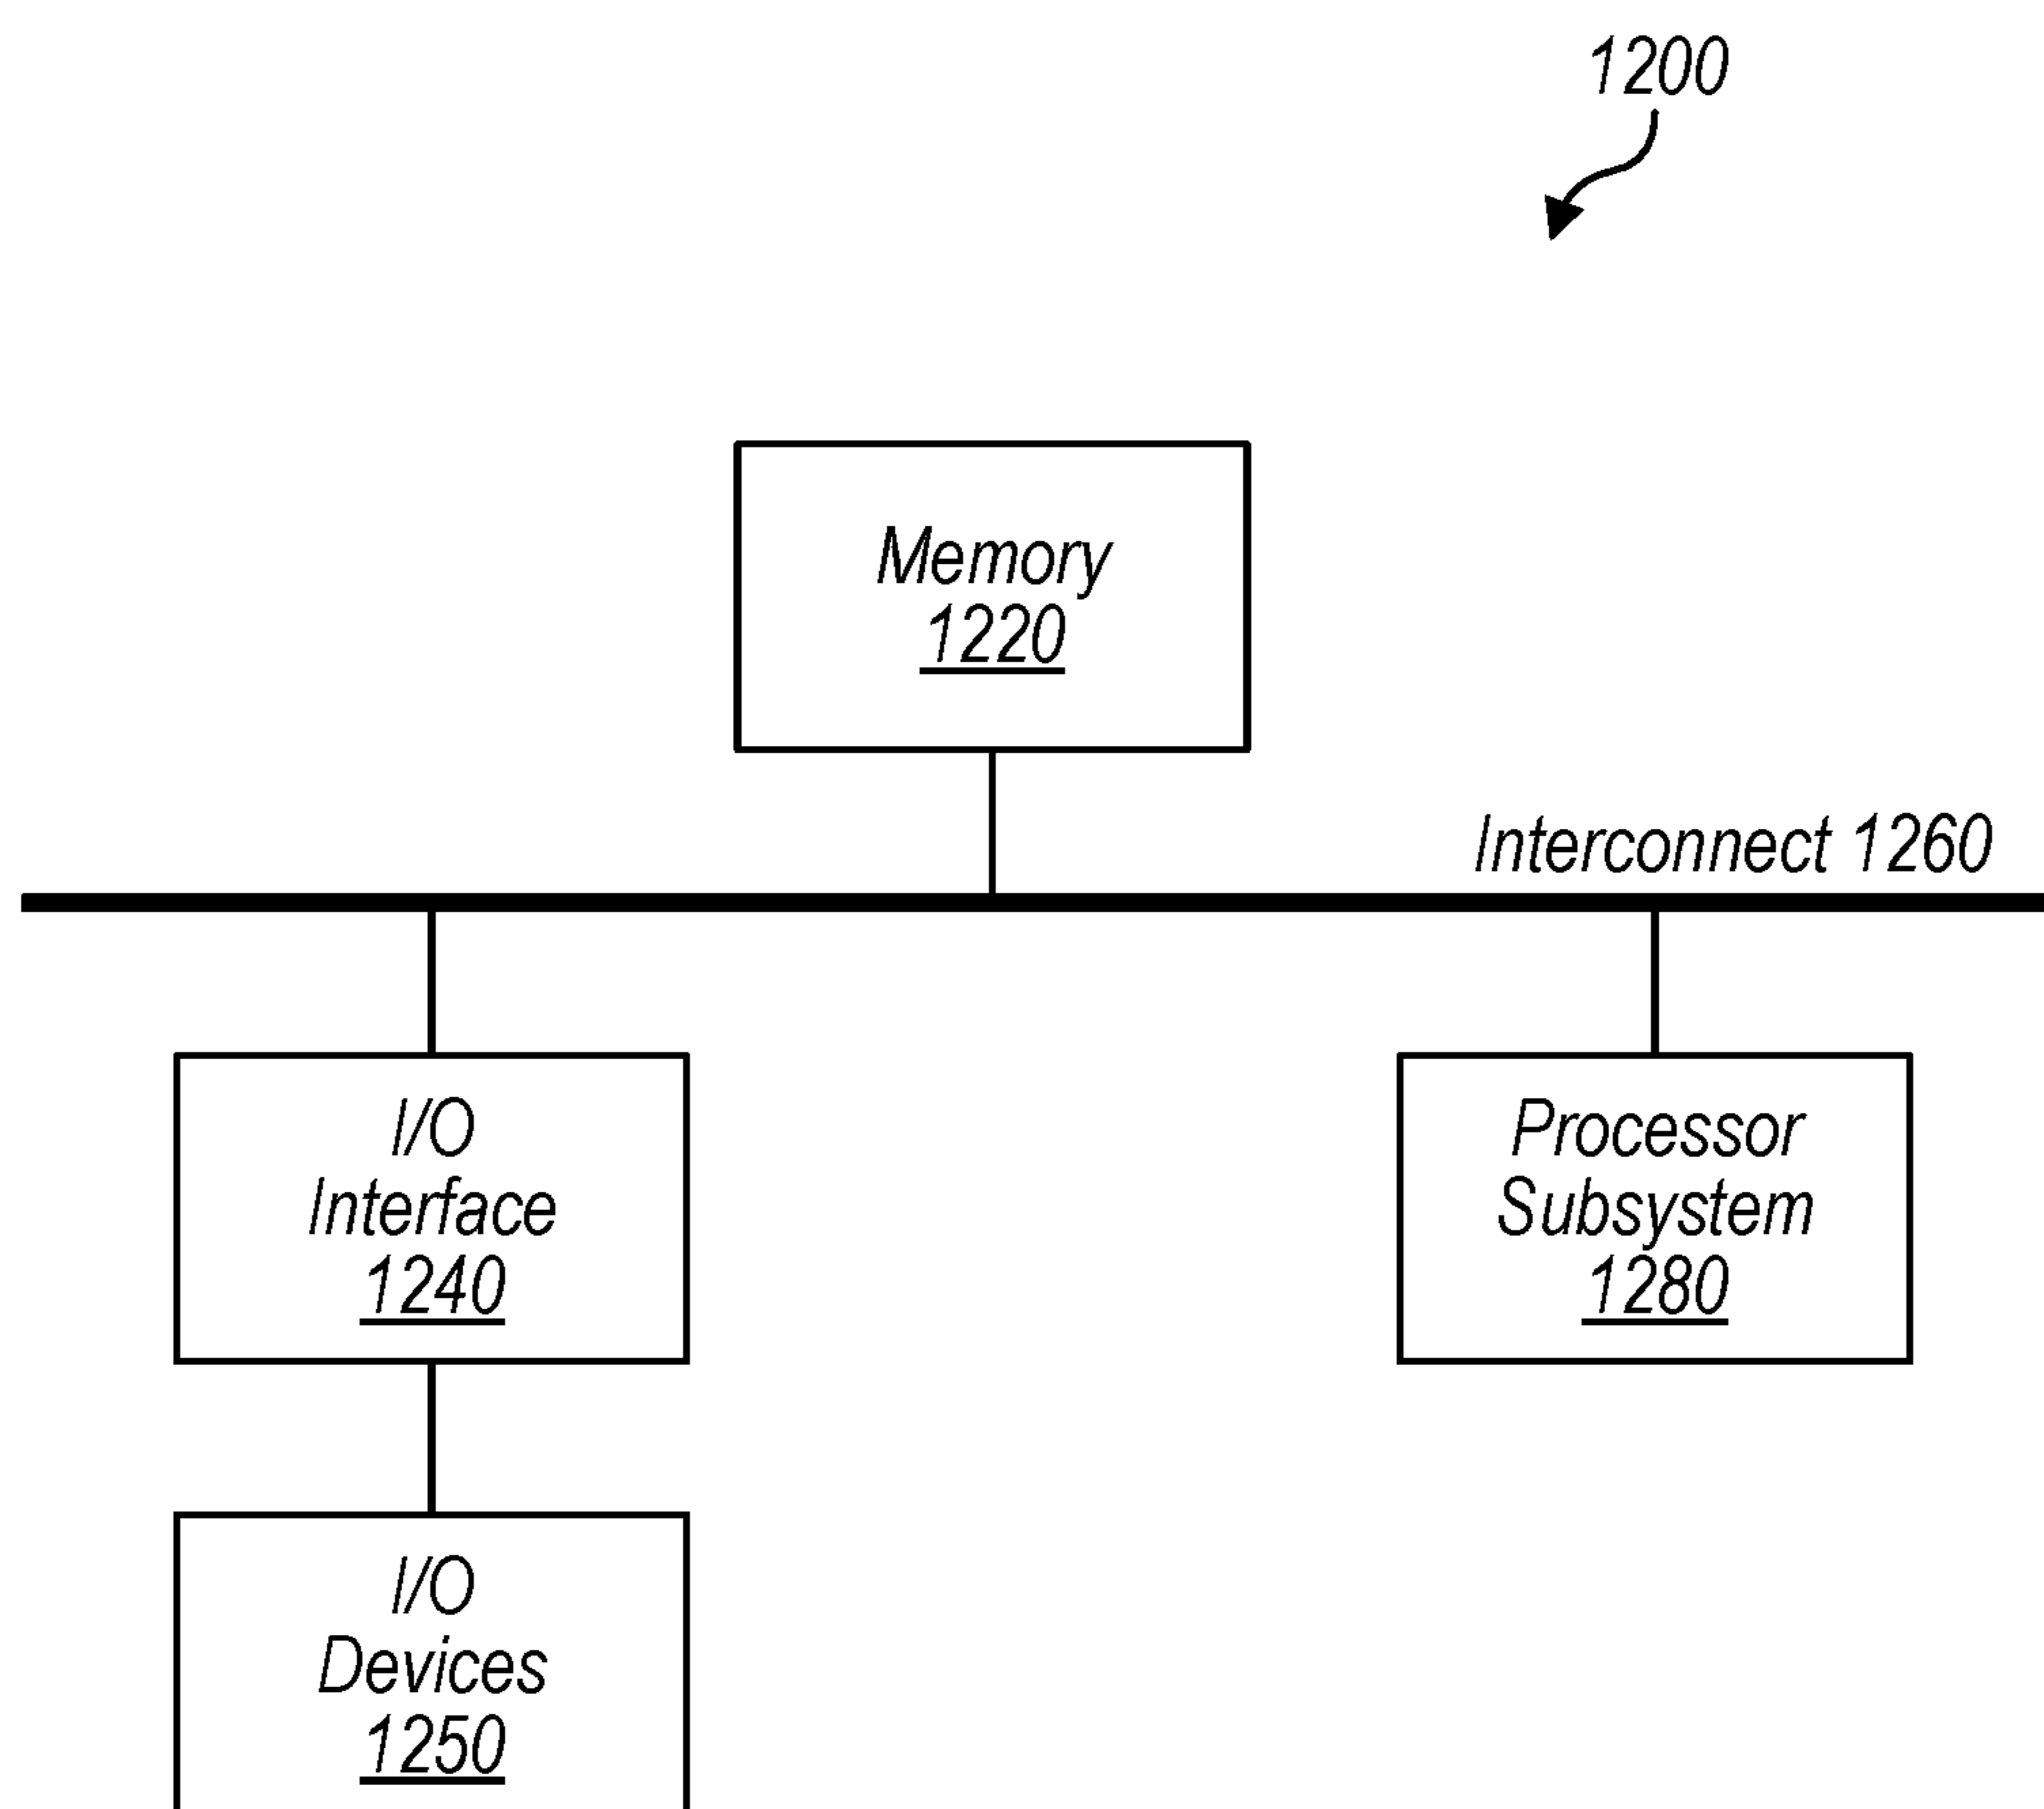 1200
Memory
1220
Interconnect 1260
I/O
Interface
1240
Processor
Subsystem
1280
I/O
Devices
1250